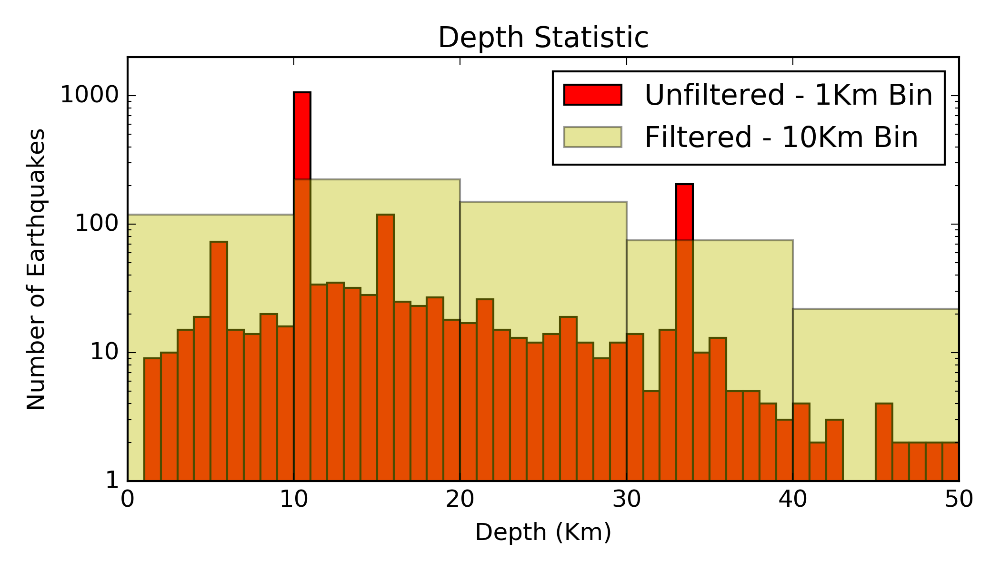 Depth Statistic
Unfiltered - 1Km Bin
Filtered - 10Km Bin
Number of Earthquakes
1000
100
10
1
0 10 20 30 40 50
Depth (Km)